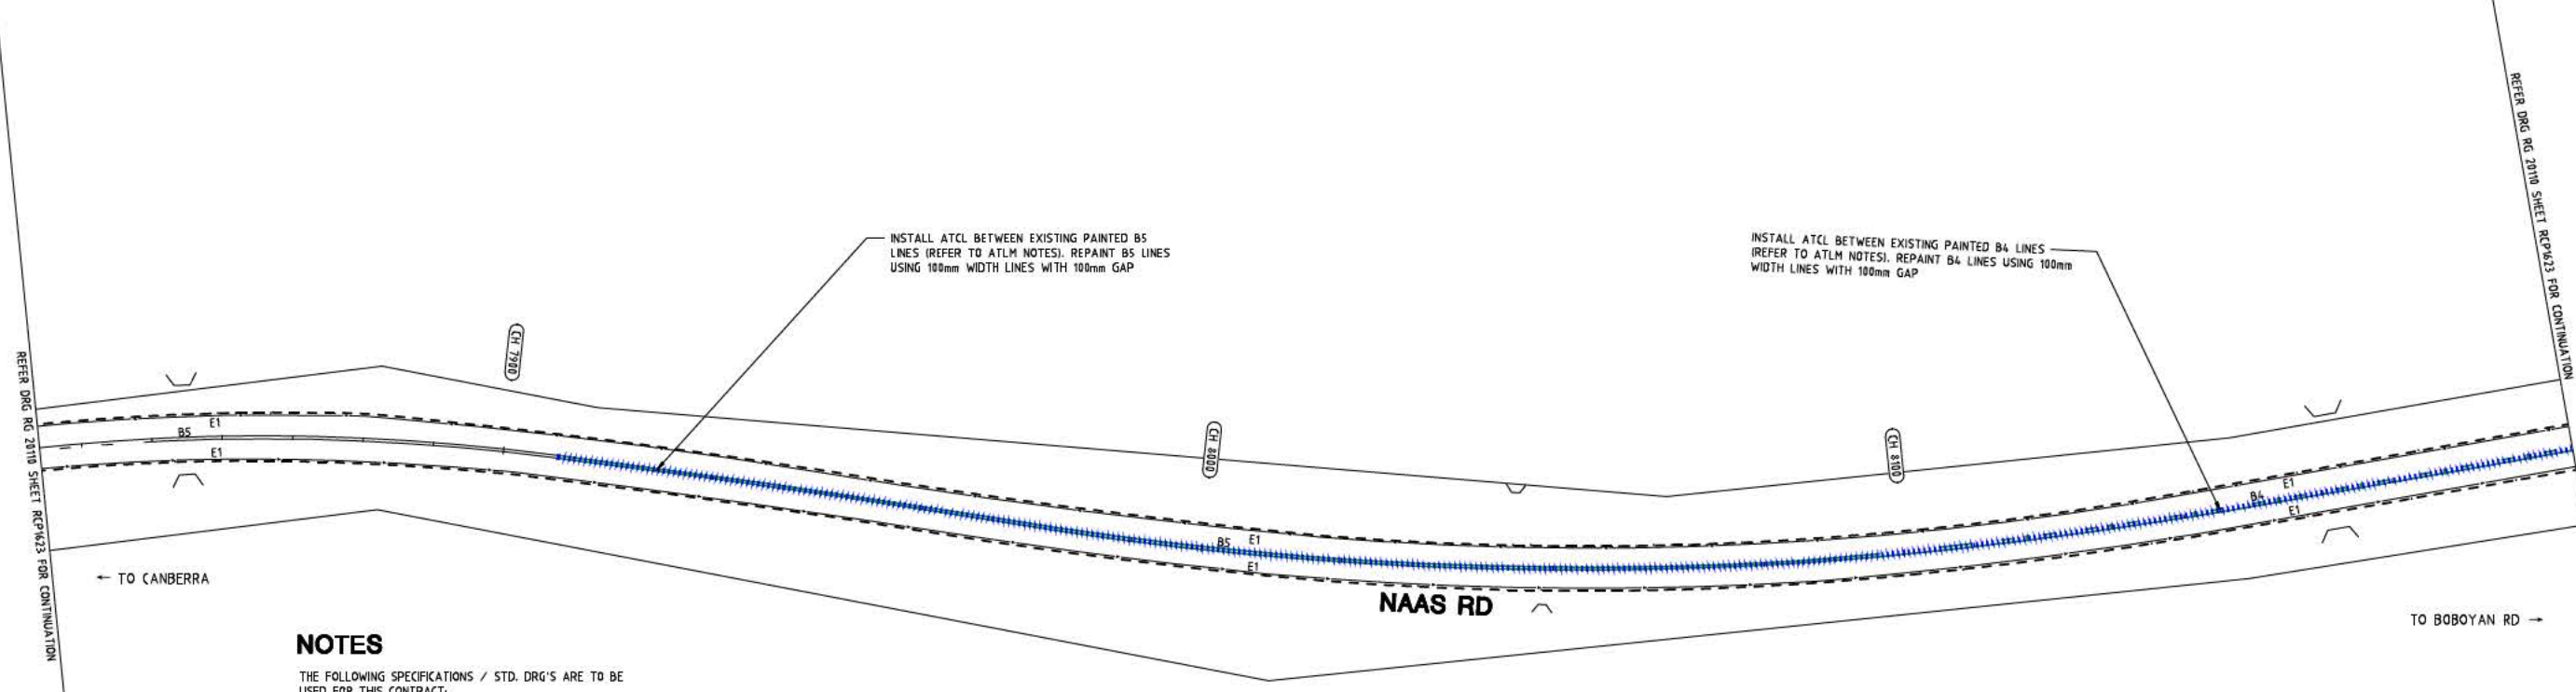 REFER DRG RG 20110 SHEET RCP1623 FOR CONTINUATION
INSTALL ATCL BETWEEN EXISTING PAINTED B5
LINES (REFER TO ATLM NOTES). REPAINT B5 LINES
USING 100mm WIDTH LINES WITH 100mm GAP
INSTALL ATCL BETWEEN EXISTING PAINTED B4 LINES
(REFER TO ATLM NOTES). REPAINT B4 LINES USING 100mm
WIDTH LINES WITH 100mm GAP
REFER DRG RG 20110 SHEET RCP1623 FOR CONTINUATION
CH 7900
CH 8000
CH 8100
E1
B5
E1
B5
E1
E1
E1
B4
E1
← TO CANBERRA
NAAS RD
TO BOBOYAN RD →
NOTES
THE FOLLOWING SPECIFICATIONS / STD. DRG'S ARE TO BE
USED FOR THIS CONTRACT: